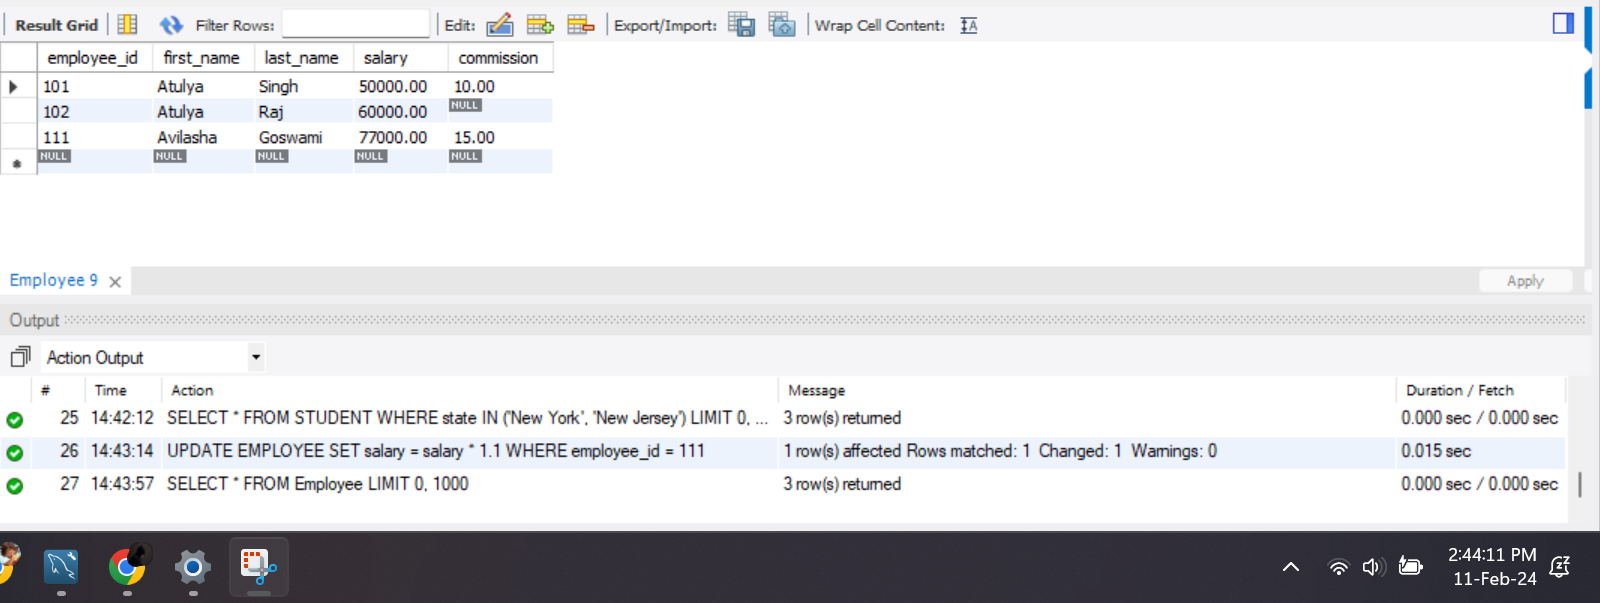 Result Grid Filter Rows: Edit: Export/Import: Wrap Cell Content: IA
employee_id first_name last_name salary commission
101 Atulya Singh 50000.00 10.00
102 Atulya Raj 60000.00 NULL
111 Avilasha Goswami 77000.00 15.00
NULL NULL NULL NULL NULL
Employee 9 Apply
Output
Action Output
# Time Action Message Duration / Fetch
25 14:42:12 SELECT * FROM STUDENT WHERE state IN ('New York', 'New Jersey') LIMIT 0, ... 3 row(s) returned 0.000 sec / 0.000 sec
26 14:43:14 UPDATE EMPLOYEE SET salary = salary * 1.1 WHERE employee_id = 111 1 row(s) affected Rows matched: 1 Changed: 1 Warnings: 0 0.015 sec
27 14:43:57 SELECT * FROM Employee LIMIT 0, 1000 3 row(s) returned 0.000 sec / 0.000 sec
2:44:11 PM
11-Feb-24